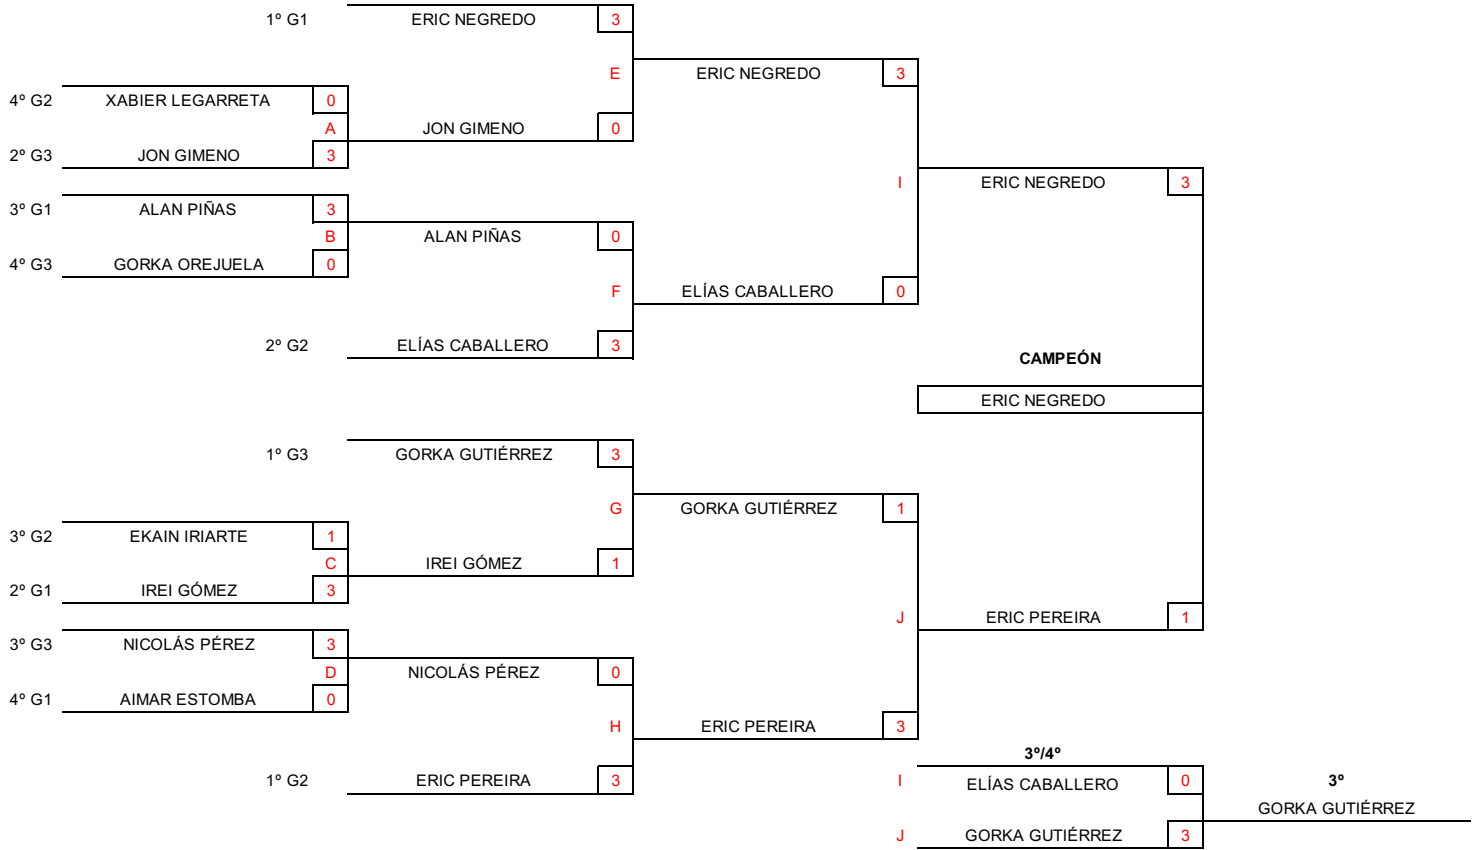 1º G1 ERIC NEGREDO 3
E ERIC NEGREDO 3
4º G2 XABIER LEGARRETA 0
A JON GIMENO 0
2º G3 JON GIMENO 3
I ERIC NEGREDO 3
3º G1 ALAN PIÑAS 3
B ALAN PIÑAS 0
4º G3 GORKA OREJUELA 0
F ELÍAS CABALLERO 0
2º G2 ELÍAS CABALLERO 3
CAMPEÓN
ERIC NEGREDO
1º G3 GORKA GUTIÉRREZ 3
G GORKA GUTIÉRREZ 1
3º G2 EKAIN IRIARTE 1
C IREI GÓMEZ 1
2º G1 IREI GÓMEZ 3
J ERIC PEREIRA 1
3º G3 NICOLÁS PÉREZ 3
D NICOLÁS PÉREZ 0
4º G1 AIMAR ESTOMBA 0
H ERIC PEREIRA 3
3º/4º
1º G2 ERIC PEREIRA 3 I ELÍAS CABALLERO 0 3º
GORKA GUTIÉRREZ
J GORKA GUTIÉRREZ 3